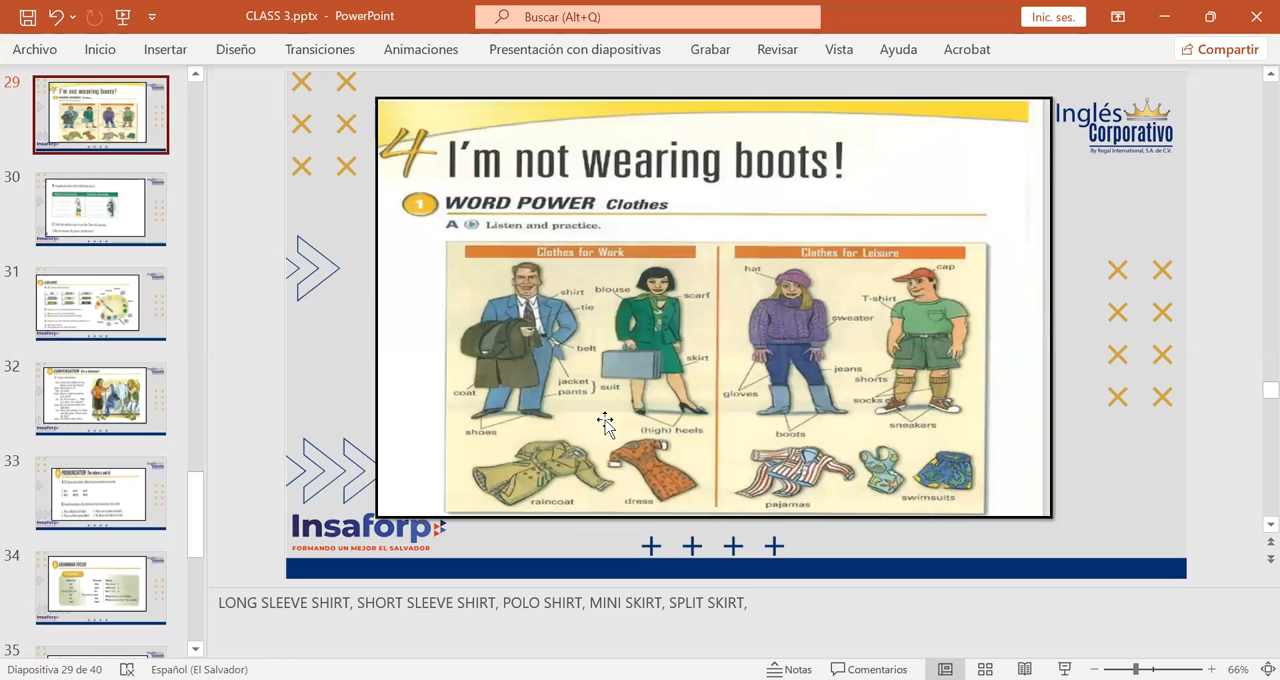 CLASS 3.pptx - PowerPoint
Buscar (Alt+Q)
Inic. ses.
Archivo Inicio Insertar Diseño Transiciones Animaciones Presentación con diapositivas Grabar Revisar Vista Ayuda Acrobat
Compartir
29
30
31
32
33
34
35
Inglés
Corporativo
By Regal International, S.A. de C.V.
4 I'm not wearing boots!
1 WORD POWER Clothes
A Listen and practice.
Clothes for Work
Clothes for Leisure
shirt
blouse
scarf
tie
belt
skirt
jacket
pants
suit
coat
shoes
(high) heels
raincoat
dress
hat
cap
T-shirt
sweater
jeans
shorts
gloves
socks
sneakers
boots
pajamas
swimsuits
Insaforp
FORMANDO UN MEJOR EL SALVADOR
LONG SLEEVE SHIRT, SHORT SLEEVE SHIRT, POLO SHIRT, MINI SKIRT, SPLIT SKIRT,
Diapositiva 29 de 40 Español (El Salvador) Notas Comentarios 66%